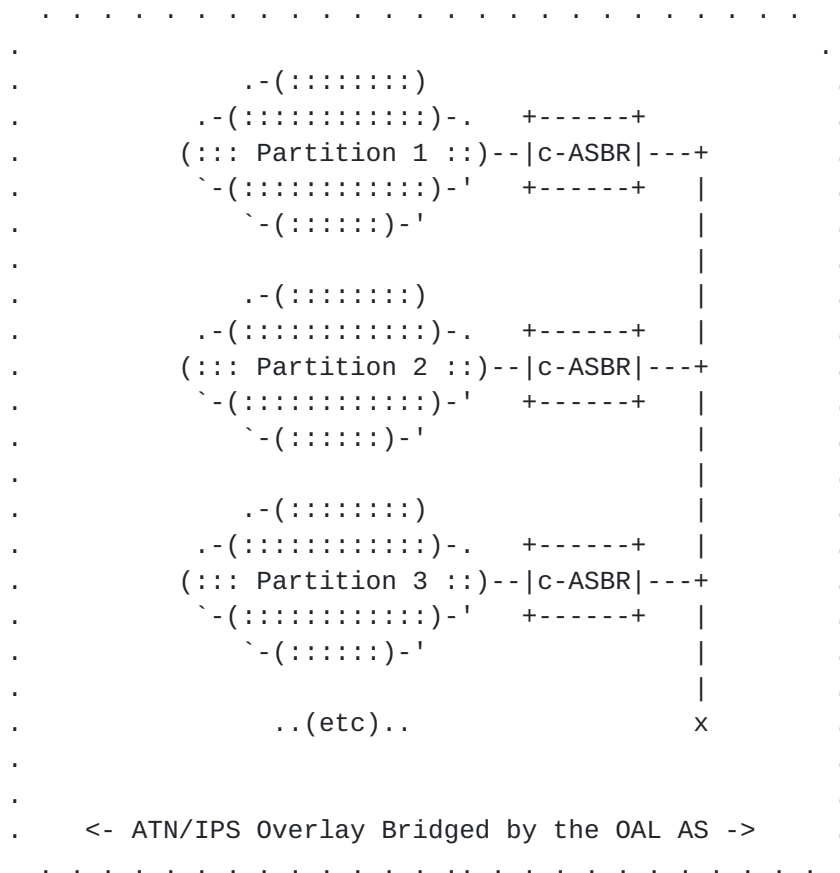 . . . . . . . . . . . . . . . . . . . . . . . . .
.                                                    .
.               .-(::::::::)                          .
.            .-(::::::::::::)-.   +------+            .
.           (::: Partition 1 ::)--|c-ASBR|---+        .
.            `-(::::::::::::)-'   +------+   |        .
.               `-(::::::)-'                 |        .
.                                            |        .
.               .-(::::::::)                 |        .
.            .-(::::::::::::)-.   +------+   |        .
.           (::: Partition 2 ::)--|c-ASBR|---+        .
.            `-(::::::::::::)-'   +------+   |        .
.               `-(::::::)-'                 |        .
.                                            |        .
.               .-(::::::::)                 |        .
.            .-(::::::::::::)-.   +------+   |        .
.           (::: Partition 3 ::)--|c-ASBR|---+        .
.            `-(::::::::::::)-'   +------+   |        .
.               `-(::::::)-'                 |        .
.                                            |        .
.                 ..(etc)..                  x        .
.                                                     .
.                                                     .
.     <- ATN/IPS Overlay Bridged by the OAL AS ->     .
. . . . . . . . . . . . . .. . . . . . . . . . . .